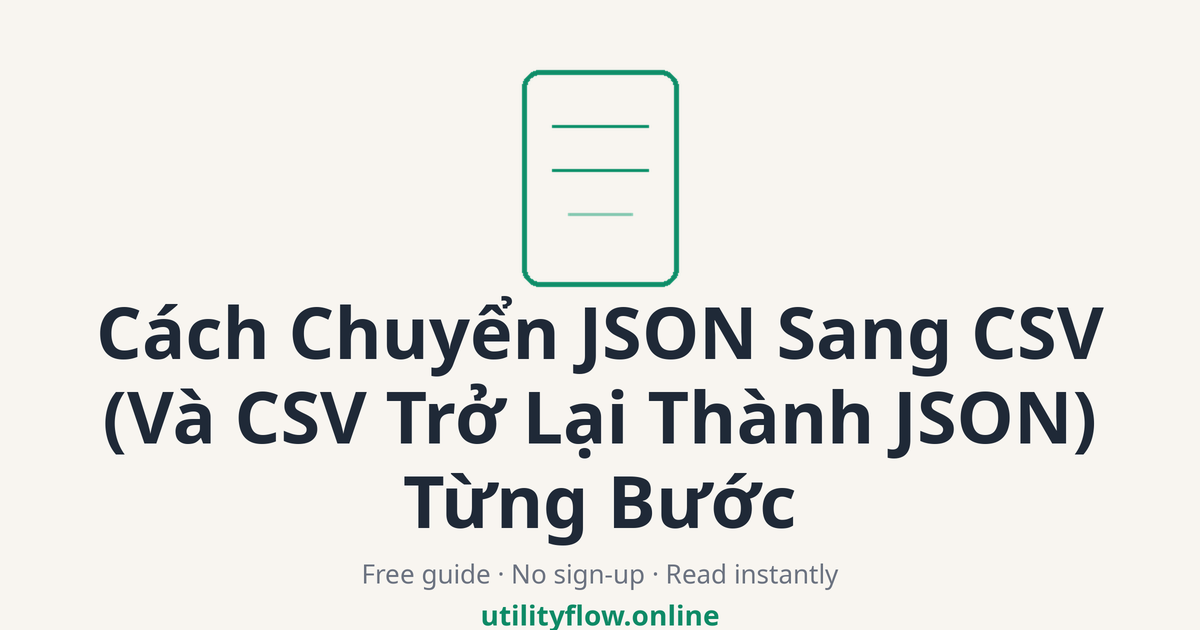 Cách Chuyển JSON Sang CSV
(Và CSV Trở Lại Thành JSON)
Từng Bước
Free guide · No sign-up · Read instantly
utilityflow.online